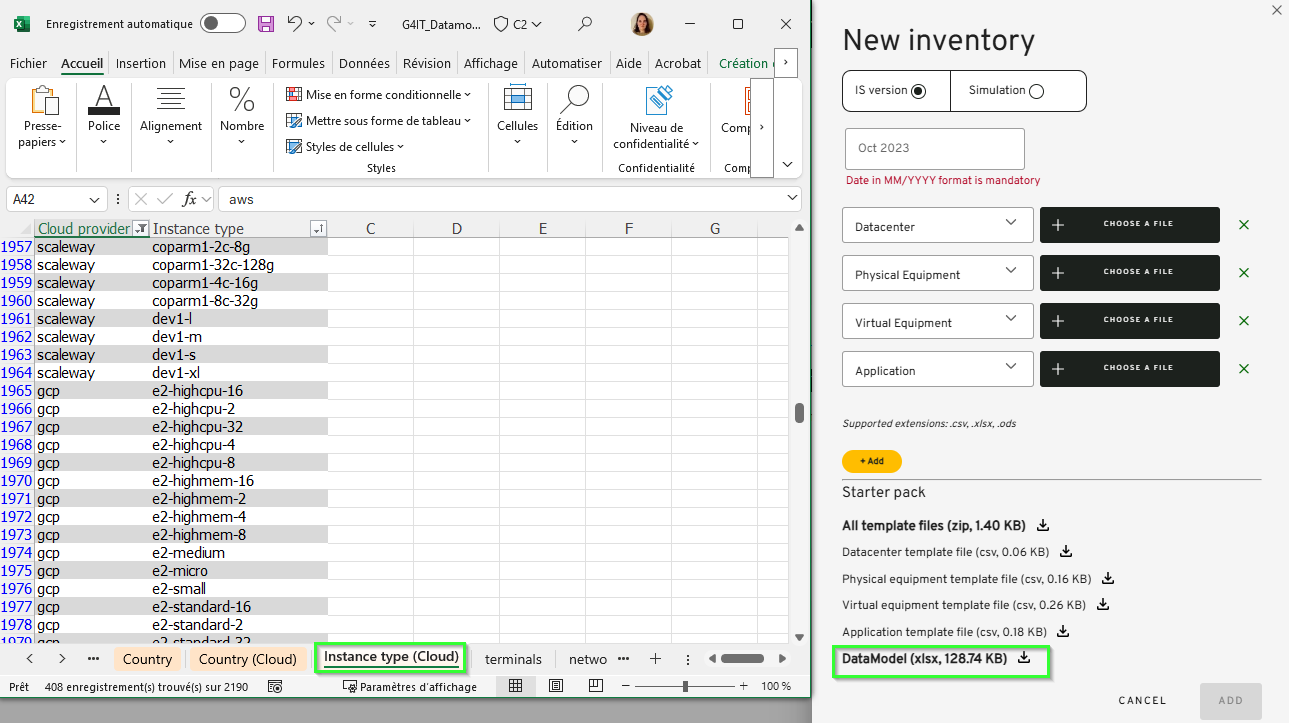 Enregistrement automatique
G4IT_Datamo...
C2
Fichier
Accueil
Insertion
Mise en page
Formules
Données
Révision
Affichage
Automatiser
Aide
Acrobat
Création
Presse-
papiers
Police
Alignement
Nombre
Mise en forme conditionnelle
Mettre sous forme de tableau
Styles de cellules
Styles
Cellules
Édition
Niveau de
confidentialité
Confidentialité
A42
fx
aws
Cloud provider Instance type C D E F G
1957 scaleway coparm1-2c-8g
1958 scaleway coparm1-32c-128g
1959 scaleway coparm1-4c-16g
1960 scaleway coparm1-8c-32g
1961 scaleway dev1-l
1962 scaleway dev1-m
1963 scaleway dev1-s
1964 scaleway dev1-xl
1965 gcp e2-highcpu-16
1966 gcp e2-highcpu-2
1967 gcp e2-highcpu-32
1968 gcp e2-highcpu-4
1969 gcp e2-highcpu-8
1970 gcp e2-highmem-16
1971 gcp e2-highmem-2
1972 gcp e2-highmem-4
1973 gcp e2-highmem-8
1974 gcp e2-medium
1975 gcp e2-micro
1976 gcp e2-small
1977 gcp e2-standard-16
1978 gcp e2-standard-2
1979 gcp e2-standard-32
Country
Country (Cloud)
Instance type (Cloud)
terminals
netwo
Prêt
408 enregistrement(s) trouvé(s) sur 2190
Paramètres d'affichage
100 %
New inventory
IS version
Simulation
Oct 2023
Date in MM/YYYY format is mandatory
Datacenter
CHOOSE A FILE
Physical Equipment
CHOOSE A FILE
Virtual Equipment
CHOOSE A FILE
Application
CHOOSE A FILE
Supported extensions: .csv, .xlsx, .ods
+ Add
Starter pack
All template files (zip, 1.40 KB)
Datacenter template file (csv, 0.06 KB)
Physical equipment template file (csv, 0.16 KB)
Virtual equipment template file (csv, 0.26 KB)
Application template file (csv, 0.18 KB)
DataModel (xlsx, 128.74 KB)
CANCEL
ADD